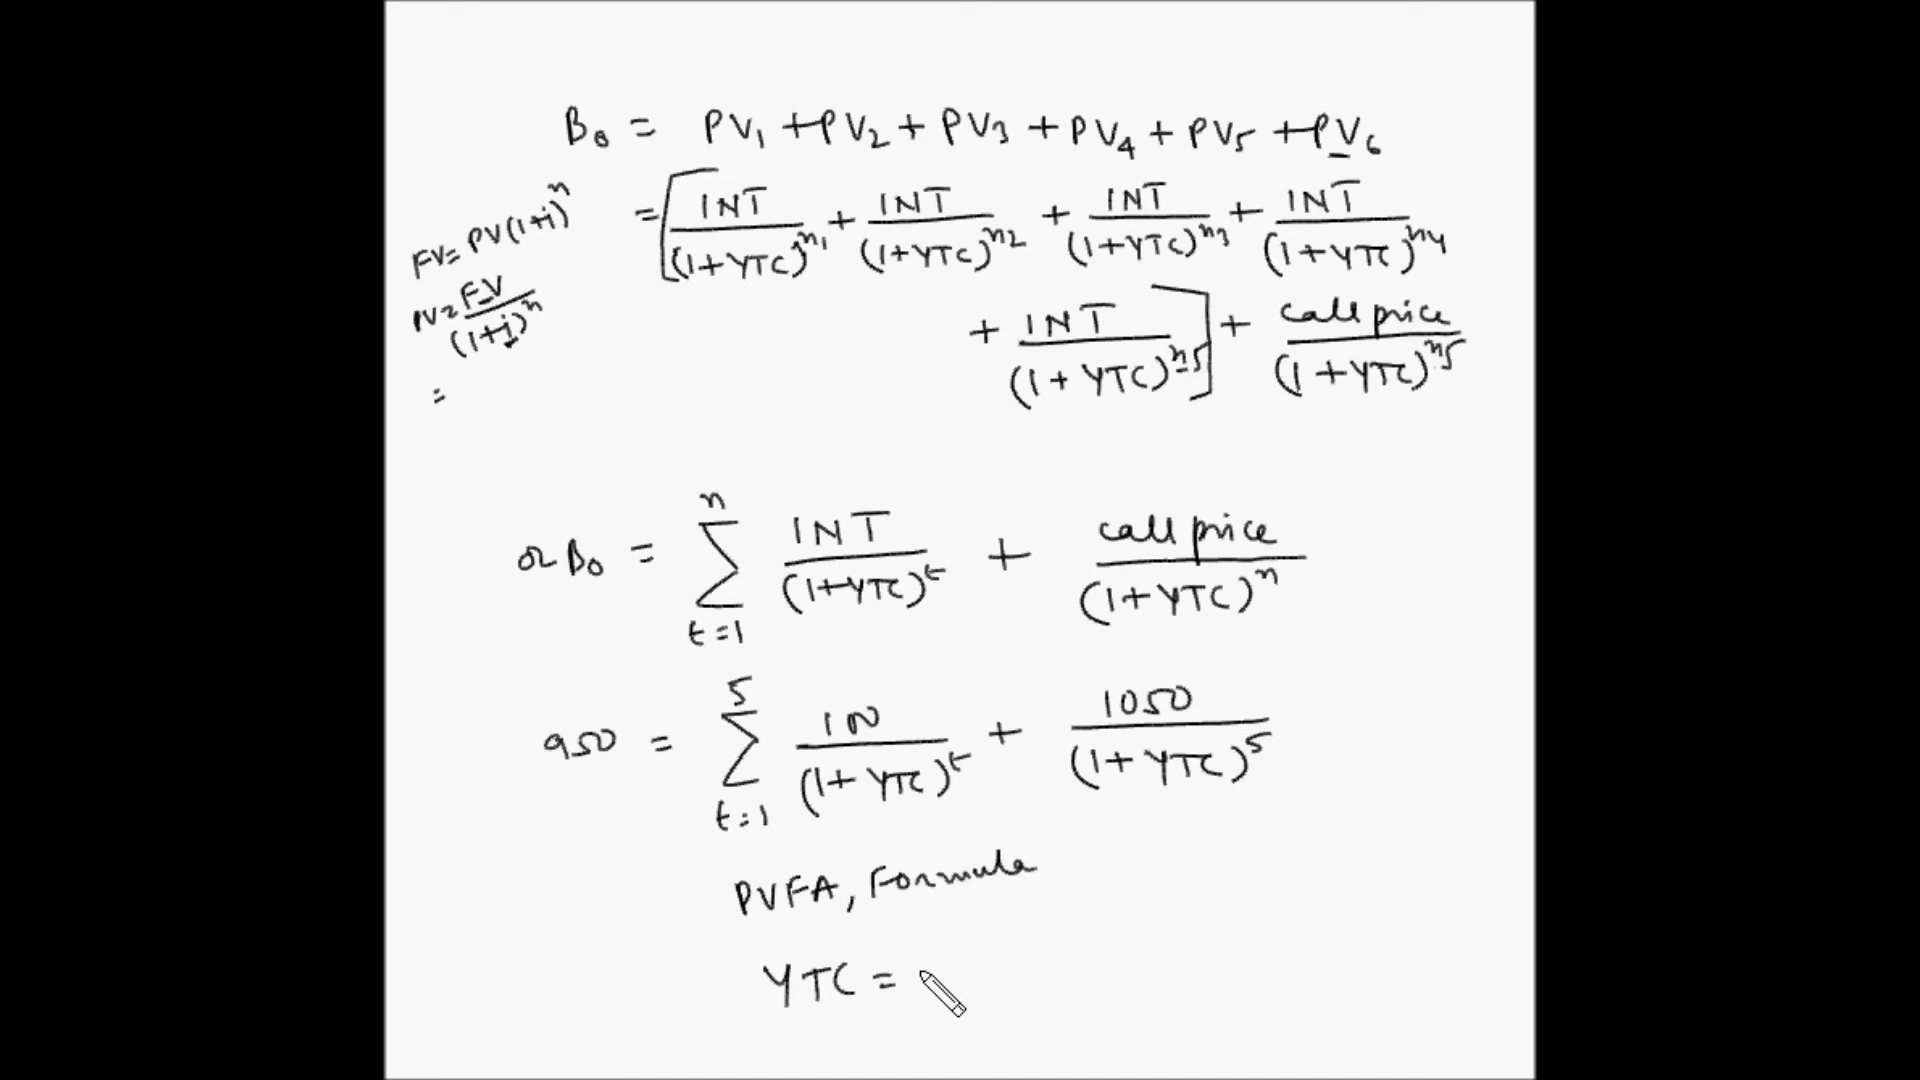 B₀ = PV₁ + PV₂ + PV₃ + PV₄ + PV₅ + PV₆
FV = PV(1+i)ⁿ
PV = FV/(1+i)ⁿ
=
= [INT/(1+YTC)^n1 + INT/(1+YTC)^n2 + INT/(1+YTC)^n3 + INT/(1+YTC)^n4
+ INT/(1+YTC)^n5] + call price/(1+YTC)^n5
or B₀ = Σ_{t=1}^{n} INT/(1+YTC)^t + call price/(1+YTC)^n
950 = Σ_{t=1}^{5} 100/(1+YTC)^t + 1050/(1+YTC)^5
PVFA, Formula
YTC =